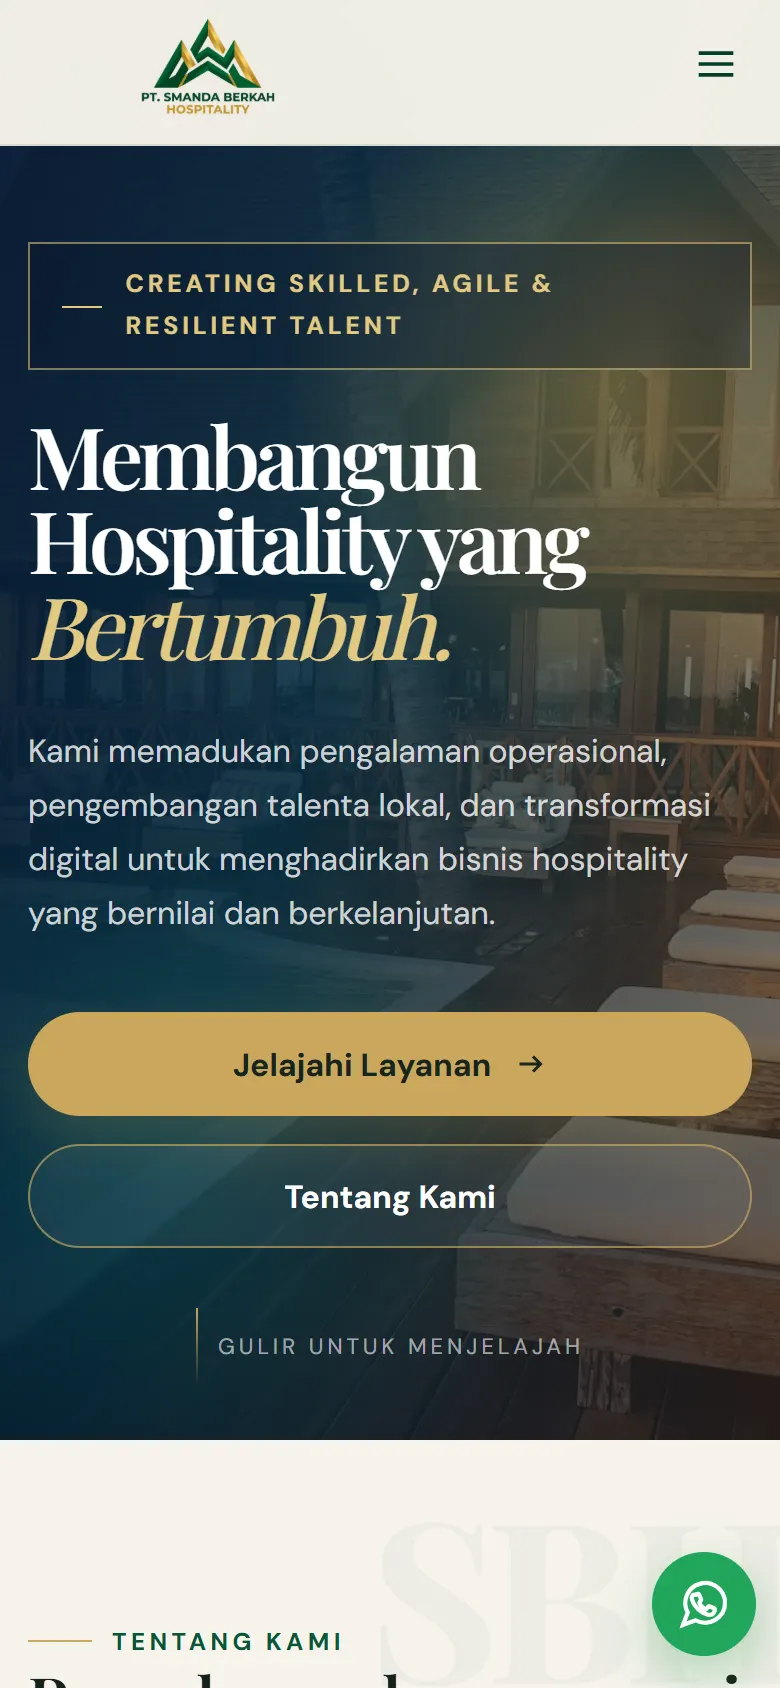 PT. SMANDA BERKAH
HOSPITALITY
CREATING SKILLED, AGILE &
RESILIENT TALENT
Membangun
Hospitality yang
Bertumbuh.
Kami memadukan pengalaman operasional,
pengembangan talenta lokal, dan transformasi
digital untuk menghadirkan bisnis hospitality
yang bernilai dan berkelanjutan.
Jelajahi Layanan →
Tentang Kami
GULIR UNTUK MENJELAJAH
SBH
TENTANG KAMI